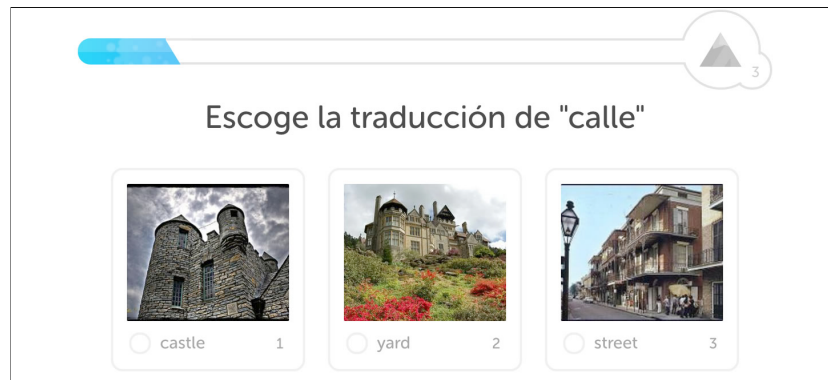 3
Escoge la traducción de "calle"
castle 1
yard 2
street 3